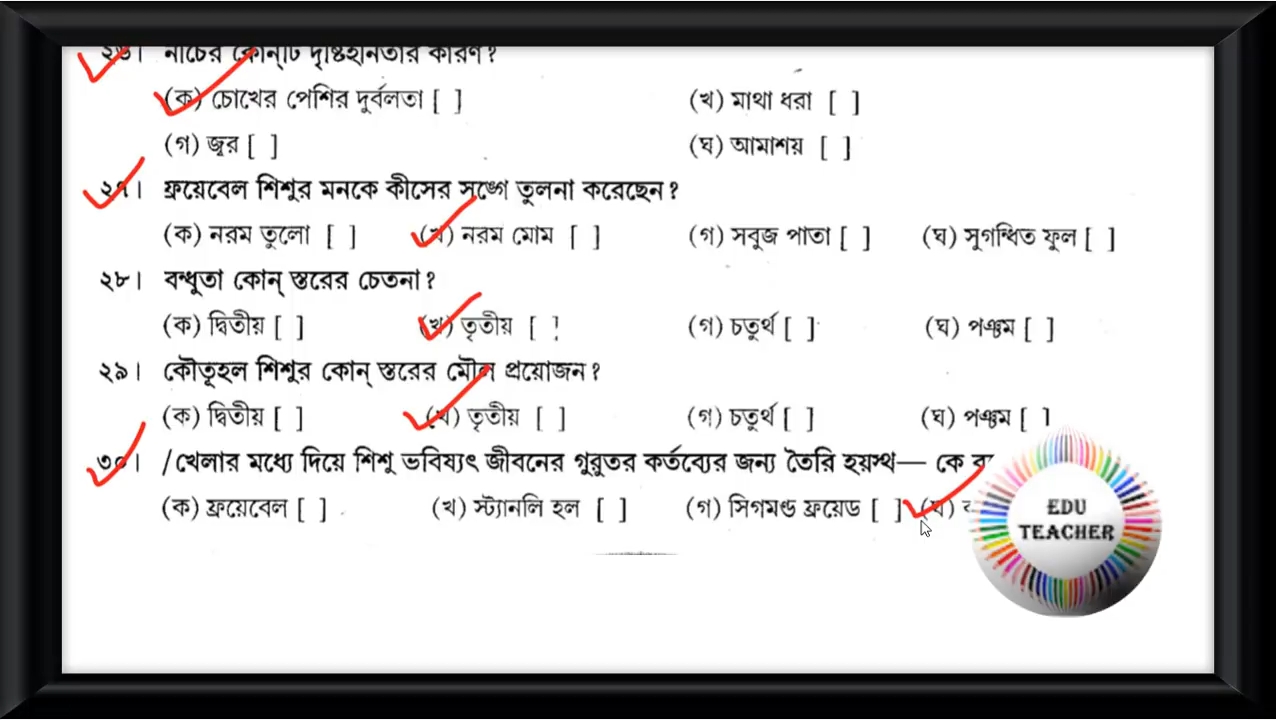 ২৬। নীচের কোন্‌টি দৃষ্টিহীনতার কারণ?
(ক) চোখের পেশির দুর্বলতা [ ] (খ) মাথা ধরা [ ]
(গ) জ্বর [ ] (ঘ) আমাশয় [ ]
২৭। ফ্রয়েবেল শিশুর মনকে কীসের সঙ্গে তুলনা করেছেন?
(ক) নরম তুলো [ ] (খ) নরম মোম [ ] (গ) সবুজ পাতা [ ] (ঘ) সুগন্ধিত ফুল [ ]
২৮। বন্ধুতা কোন্ স্তরের চেতনা?
(ক) দ্বিতীয় [ ] (খ) তৃতীয় [ ] (গ) চতুর্থ [ ] (ঘ) পঞ্চম [ ]
২৯। কৌতূহল শিশুর কোন্ স্তরের মৌল প্রয়োজন?
(ক) দ্বিতীয় [ ] (খ) তৃতীয় [ ] (গ) চতুর্থ [ ] (ঘ) পঞ্চম [ ]
৩০। /খেলার মধ্যে দিয়ে শিশু ভবিষ্যৎ জীবনের গুরুতর কর্তব্যের জন্য তৈরি হয়স্থ— কে
(ক) ফ্রয়েবেল [ ] (খ) স্ট্যানলি হল [ ] (গ) সিগমণ্ড ফ্রয়েড [ ] (ঘ)
EDU
TEACHER